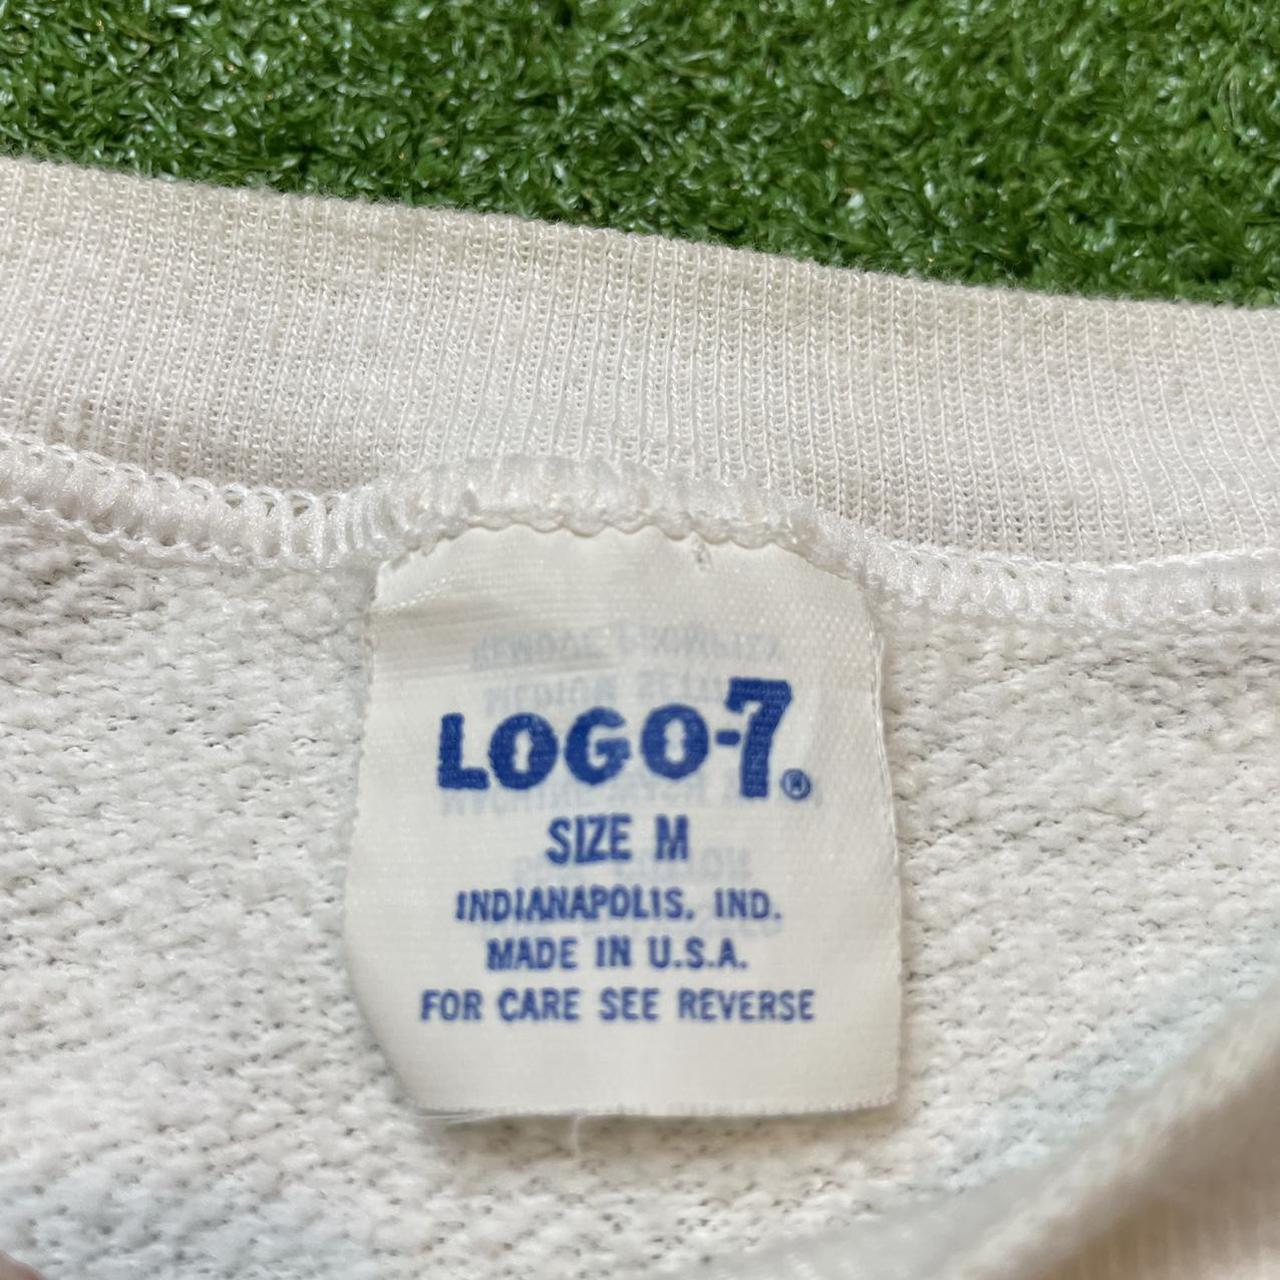 LOGO-7®
SIZE M
INDIANAPOLIS, IND.
MADE IN U.S.A.
FOR CARE SEE REVERSE